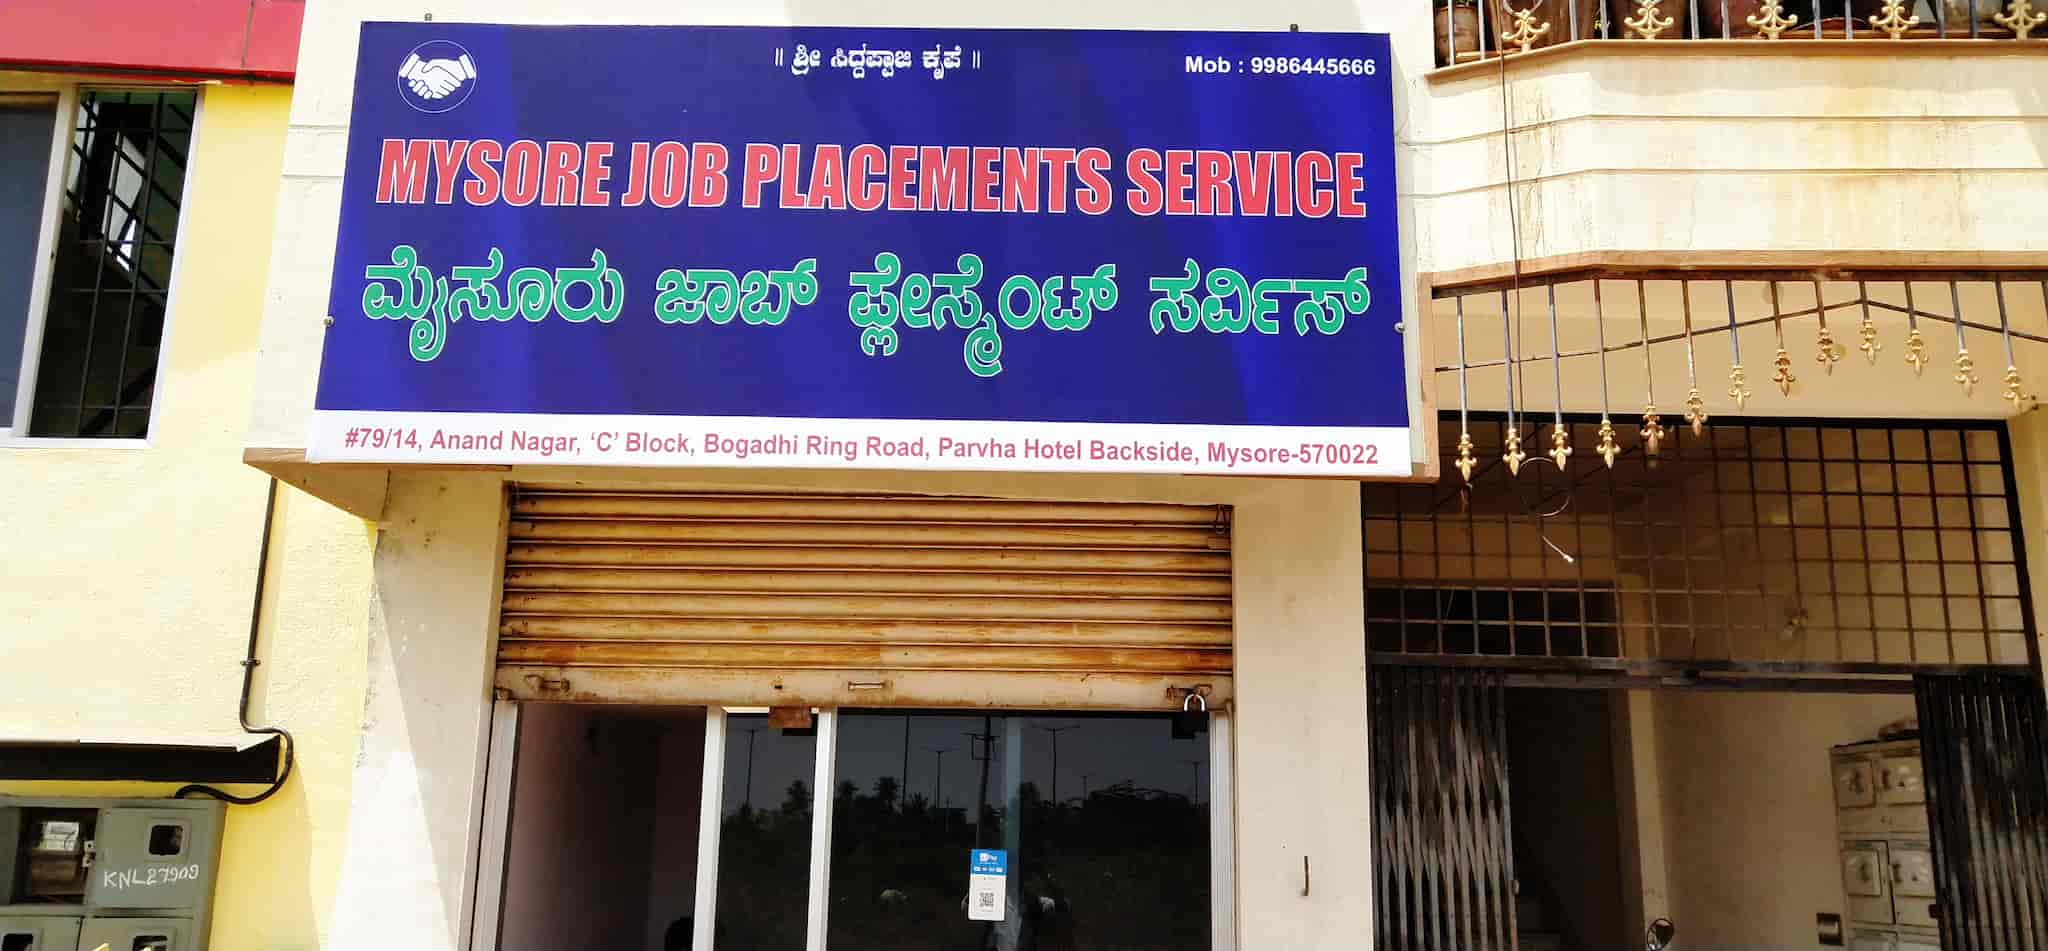 ॥ ಶ್ರೀ ಸಿದ್ದಪ್ಪಾಜಿ ಕೃಪೆ ॥
Mob : 9986445666
MYSORE JOB PLACEMENTS SERVICE
ಮೈಸೂರು ಜಾಬ್ ಪ್ಲೇಸ್ಮೆಂಟ್ ಸರ್ವಿಸ್
#79/14, Anand Nagar, ‘C’ Block, Bogadhi Ring Road, Parvha Hotel Backside, Mysore-570022
KNL27909